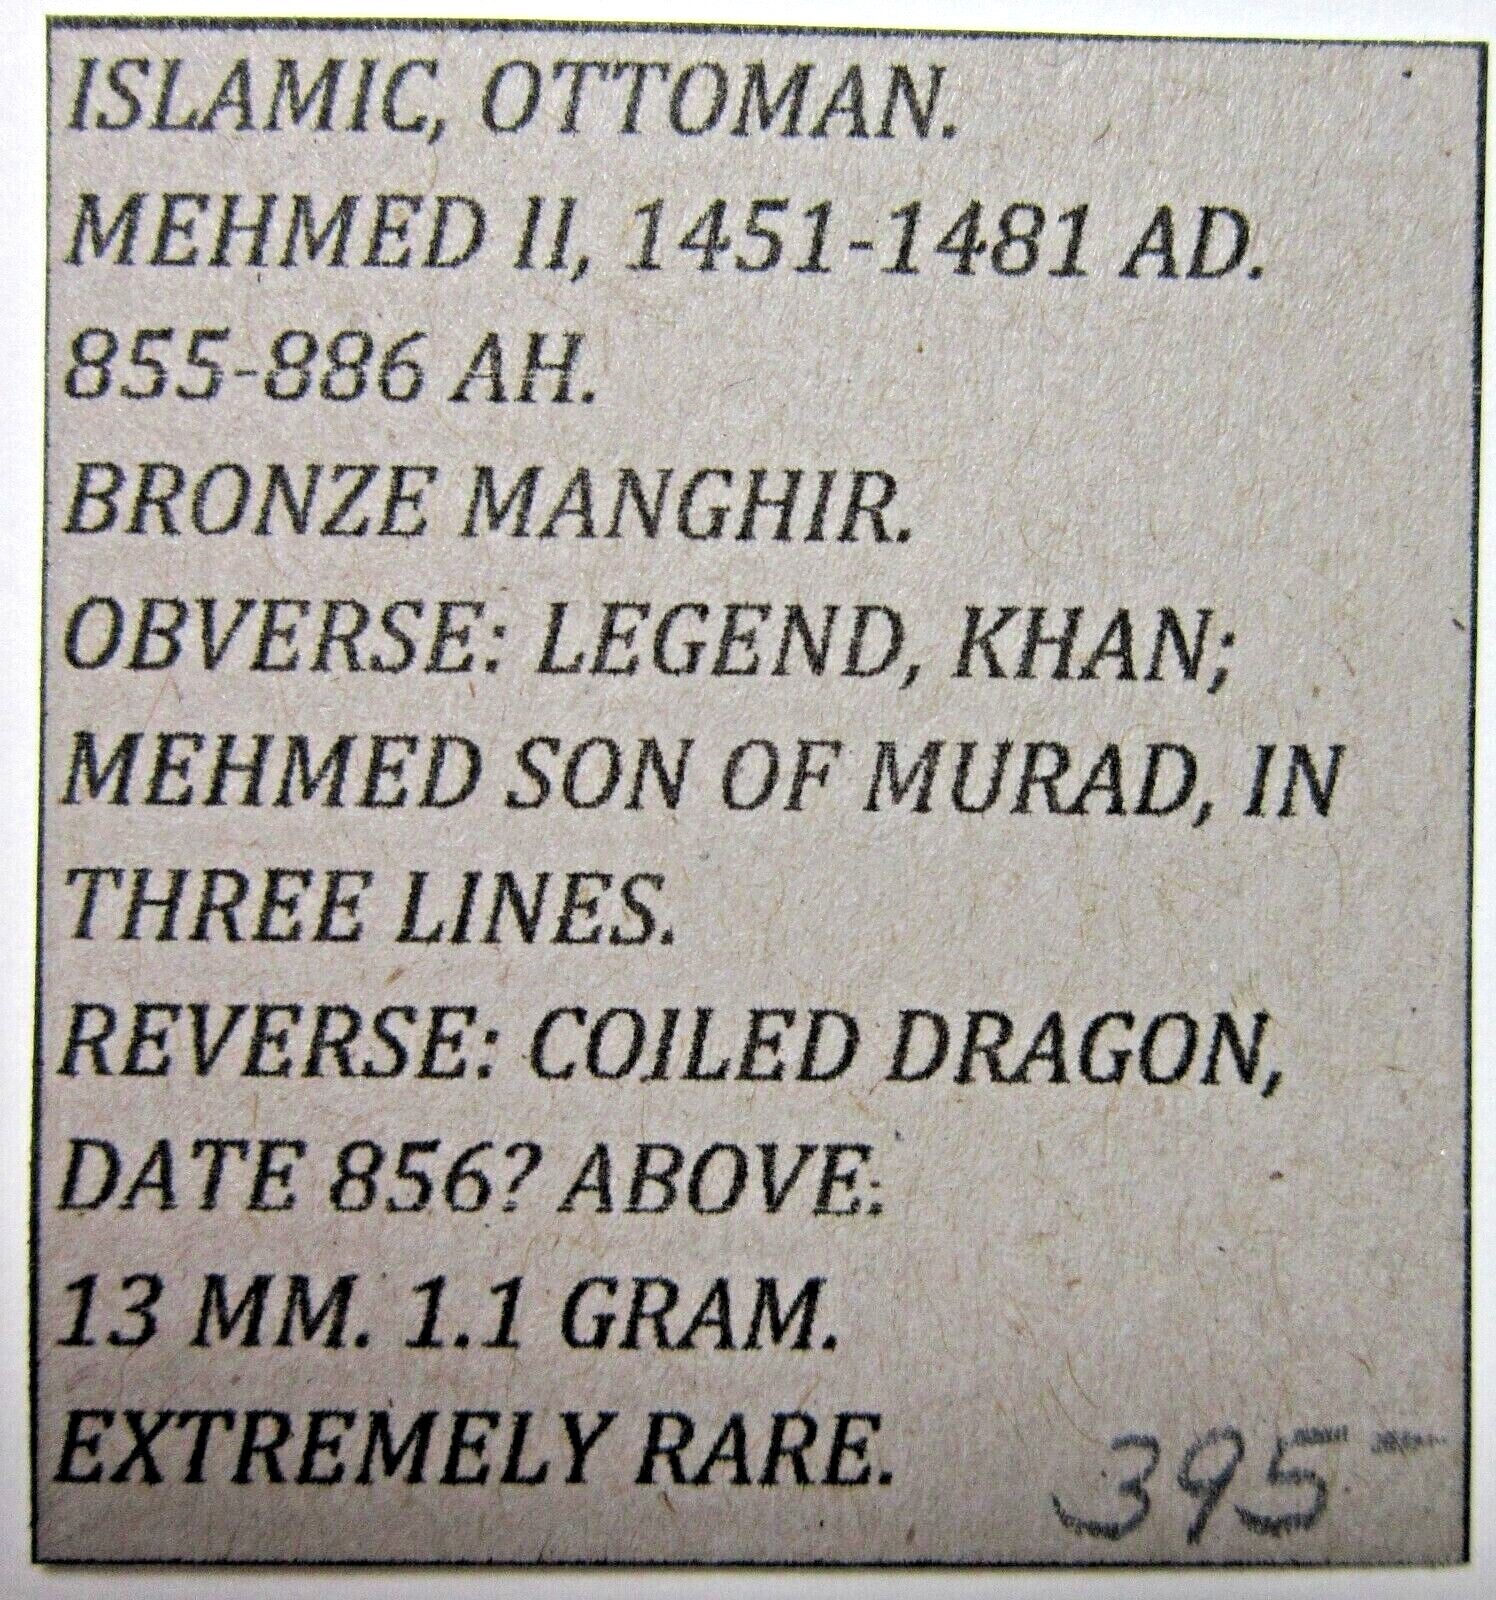 ISLAMIC, OTTOMAN.
MEHMED II, 1451-1481 AD.
855-886 AH.
BRONZE MANGHIR.
OBVERSE: LEGEND, KHAN;
MEHMED SON OF MURAD, IN
THREE LINES.
REVERSE: COILED DRAGON,
DATE 856? ABOVE:
13 MM. 1.1 GRAM.
EXTREMELY RARE.
395